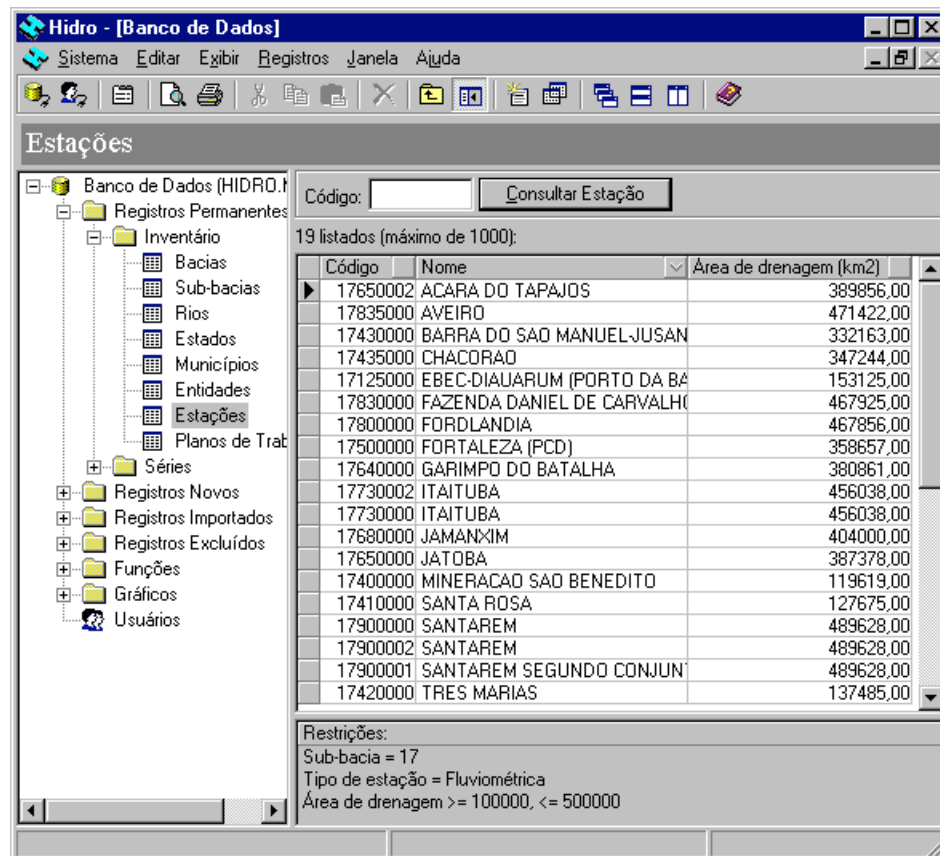 Hidro - [Banco de Dados]
Sistema Editar Exibir Registros Janela Ajuda
Estações
Banco de Dados (HIDRO.
Registros Permanentes
Inventário
Bacias
Sub-bacias
Rios
Estados
Municípios
Entidades
Estações
Planos de Trab
Séries
Registros Novos
Registros Importados
Registros Excluídos
Funções
Gráficos
Usuários
Código: Consultar Estação
19 listados (máximo de 1000):
Código Nome Área de drenagem (km2)
17650002 ACARA DO TAPAJOS 389856,00
17835000 AVEIRO 471422,00
17430000 BARRA DO SAO MANUEL-JUSAN 332163,00
17435000 CHACORAO 347244,00
17125000 EBEC-DIAUARUM (PORTO DA BA 153125,00
17830000 FAZENDA DANIEL DE CARVALHO 467925,00
17800000 FORDLANDIA 467856,00
17500000 FORTALEZA (PCD) 358657,00
17640000 GARIMPO DO BATALHA 380861,00
17730002 ITAITUBA 456038,00
17730000 ITAITUBA 456038,00
17680000 JAMANXIM 404000,00
17650000 JATOBA 387378,00
17400000 MINERACAO SAO BENEDITO 119619,00
17410000 SANTA ROSA 127675,00
17900000 SANTAREM 489628,00
17900002 SANTAREM 489628,00
17900001 SANTAREM SEGUNDO CONJUN 489628,00
17420000 TRES MARIAS 137485,00
Restrições:
Sub-bacia = 17
Tipo de estação = Fluviométrica
Área de drenagem >= 100000, <= 500000